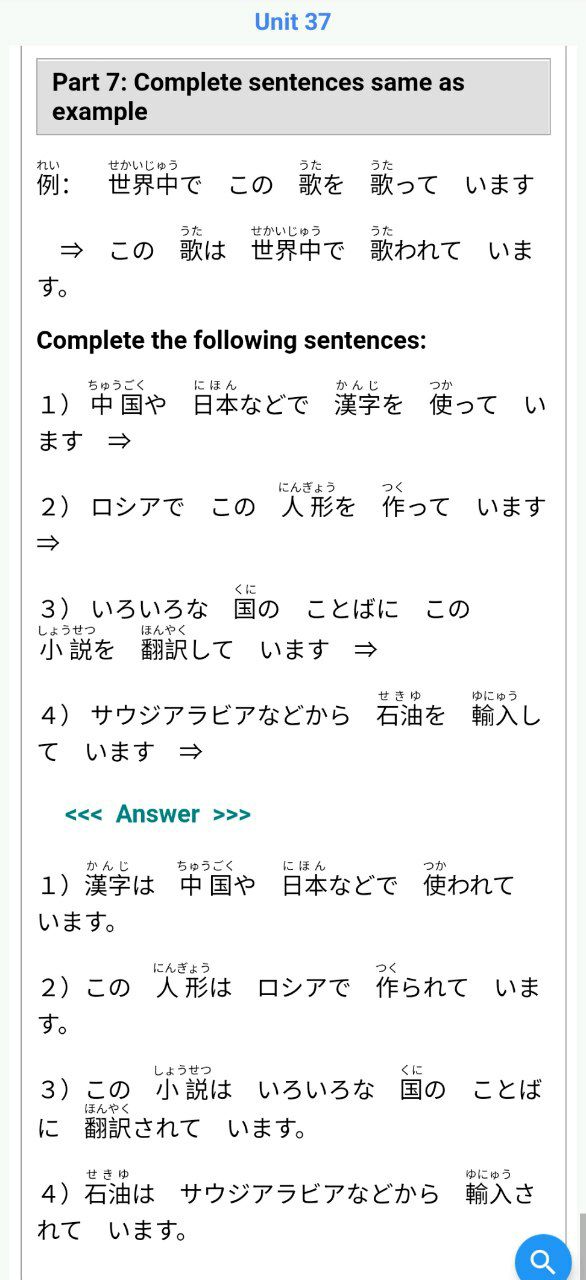 Unit 37
Part 7: Complete sentences same as
example
れい　せかいじゅう　うた　うた
例：　世界中で　この　歌を　歌って　います
うた　せかいじゅう　うた
⇒　この　歌は　世界中で　歌われて　いま
す。
Complete the following sentences:
ちゅうごく　にほん　かんじ　つか
１）中国や　日本などで　漢字を　使って　い
ます　⇒
にんぎょう　つく
２）ロシアで　この　人形を　作って　います
⇒
くに
３）いろいろな　国の　ことばに　この
しょうせつ　ほんやく
小説を　翻訳して　います　⇒
せきゆ　ゆにゅう
４）サウジアラビアなどから　石油を　輸入し
て　います　⇒
<<< Answer >>>
かんじ　ちゅうごく　にほん　つか
１）漢字は　中国や　日本などで　使われて
います。
にんぎょう　つく
２）この　人形は　ロシアで　作られて　いま
す。
しょうせつ　くに
３）この　小説は　いろいろな　国の　ことば
ほんやく
に　翻訳されて　います。
せきゆ　ゆにゅう
４）石油は　サウジアラビアなどから　輸入さ
れて　います。